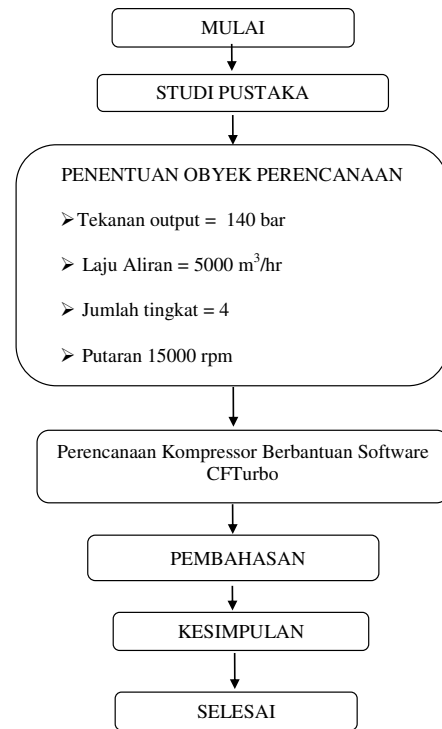 MULAI
STUDI PUSTAKA
PENENTUAN OBYEK PERENCANAAN
➢Tekanan output = 140 bar
➢ Laju Aliran = 5000 m³/hr
➢ Jumlah tingkat = 4
➢ Putaran 15000 rpm
Perencanaan Kompressor Berbantuan Software
CFTurbo
PEMBAHASAN
KESIMPULAN
SELESAI